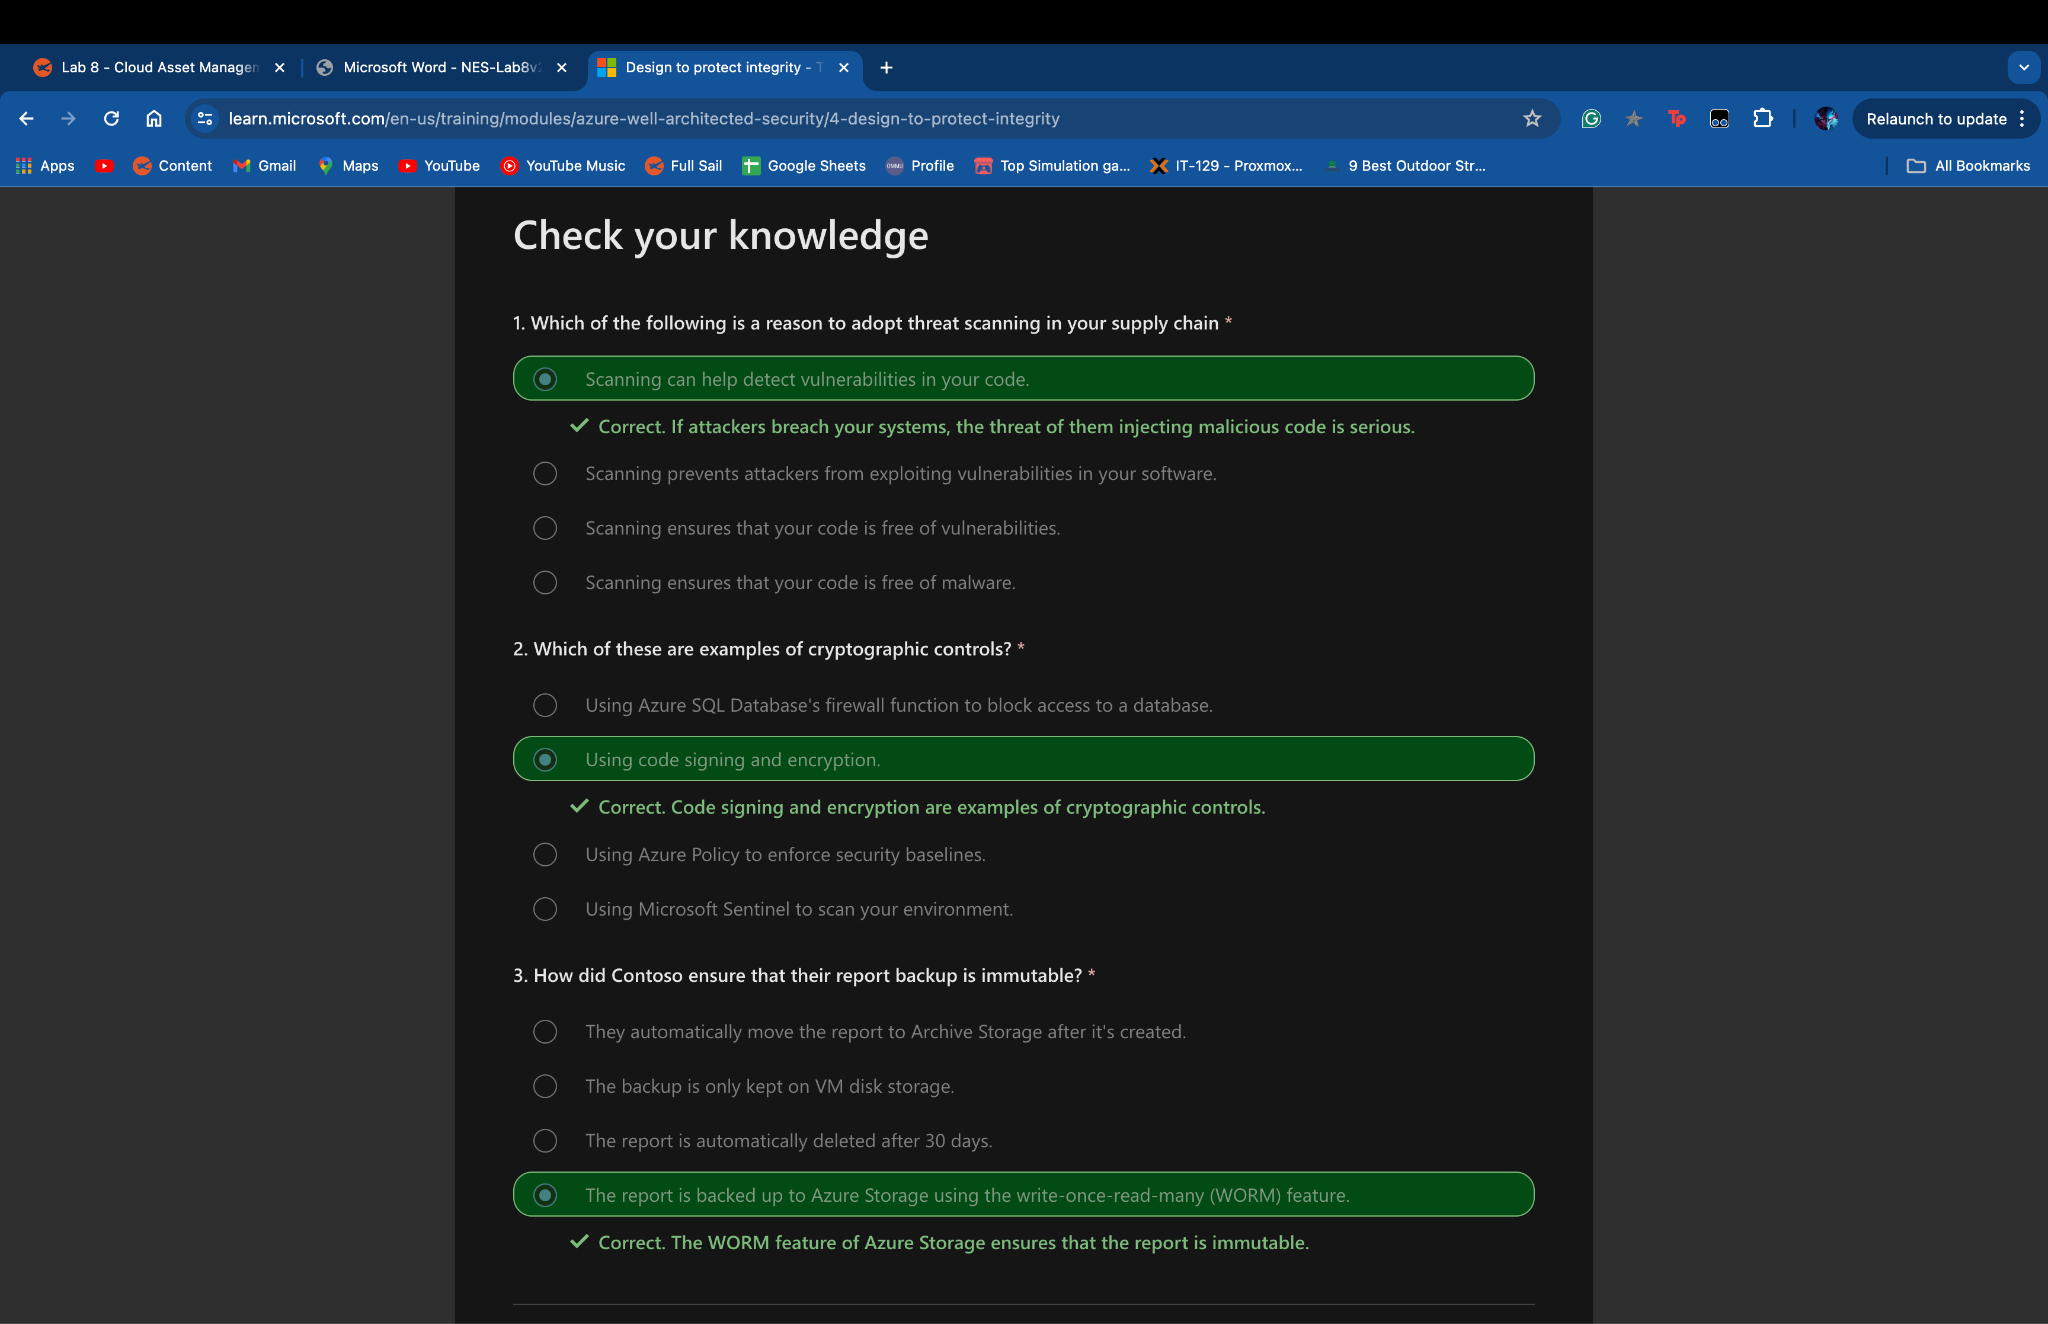 Lab 8 - Cloud Asset Manager
Microsoft Word - NES-Lab8v
Design to protect integrity - T
learn.microsoft.com/en-us/training/modules/azure-well-architected-security/4-design-to-protect-integrity
Tp
Relaunch to update
Apps
Content
Gmail
Maps
YouTube
YouTube Music
Full Sail
Google Sheets
Profile
Top Simulation ga...
IT-129 - Proxmox...
9 Best Outdoor Str...
All Bookmarks
Check your knowledge
1. Which of the following is a reason to adopt threat scanning in your supply chain *
Scanning can help detect vulnerabilities in your code.
Correct. If attackers breach your systems, the threat of them injecting malicious code is serious.
Scanning prevents attackers from exploiting vulnerabilities in your software.
Scanning ensures that your code is free of vulnerabilities.
Scanning ensures that your code is free of malware.
2. Which of these are examples of cryptographic controls? *
Using Azure SQL Database's firewall function to block access to a database.
Using code signing and encryption.
Correct. Code signing and encryption are examples of cryptographic controls.
Using Azure Policy to enforce security baselines.
Using Microsoft Sentinel to scan your environment.
3. How did Contoso ensure that their report backup is immutable? *
They automatically move the report to Archive Storage after it's created.
The backup is only kept on VM disk storage.
The report is automatically deleted after 30 days.
The report is backed up to Azure Storage using the write-once-read-many (WORM) feature.
Correct. The WORM feature of Azure Storage ensures that the report is immutable.